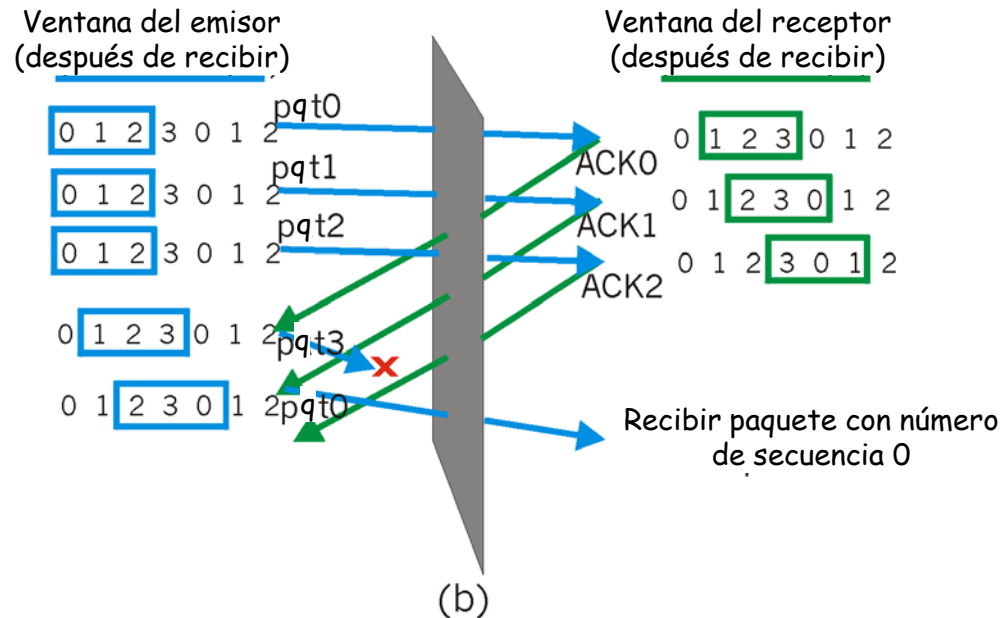 Ventana del emisor
(después de recibir)
Ventana del receptor
(después de recibir)
0 1 2 3 0 1 2
pqt0
ACK0
0 1 2 3 0 1 2
0 1 2 3 0 1 2
pqt1
ACK1
0 1 2 3 0 1 2
0 1 2 3 0 1 2
pqt2
ACK2
0 1 2 3 0 1 2
0 1 2 3 0 1 2
pqt3
X
0 1 2 3 0 1 2
pqt0
Recibir paquete con número
de secuencia 0
(b)